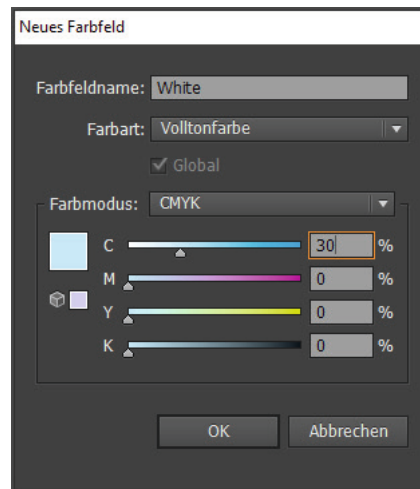 Neues Farbfeld
Farbfeldname: White
Farbart: Volltonfarbe
Global
Farbmodus: CMYK
C 30 %
M 0 %
Y 0 %
K 0 %
OK Abbrechen